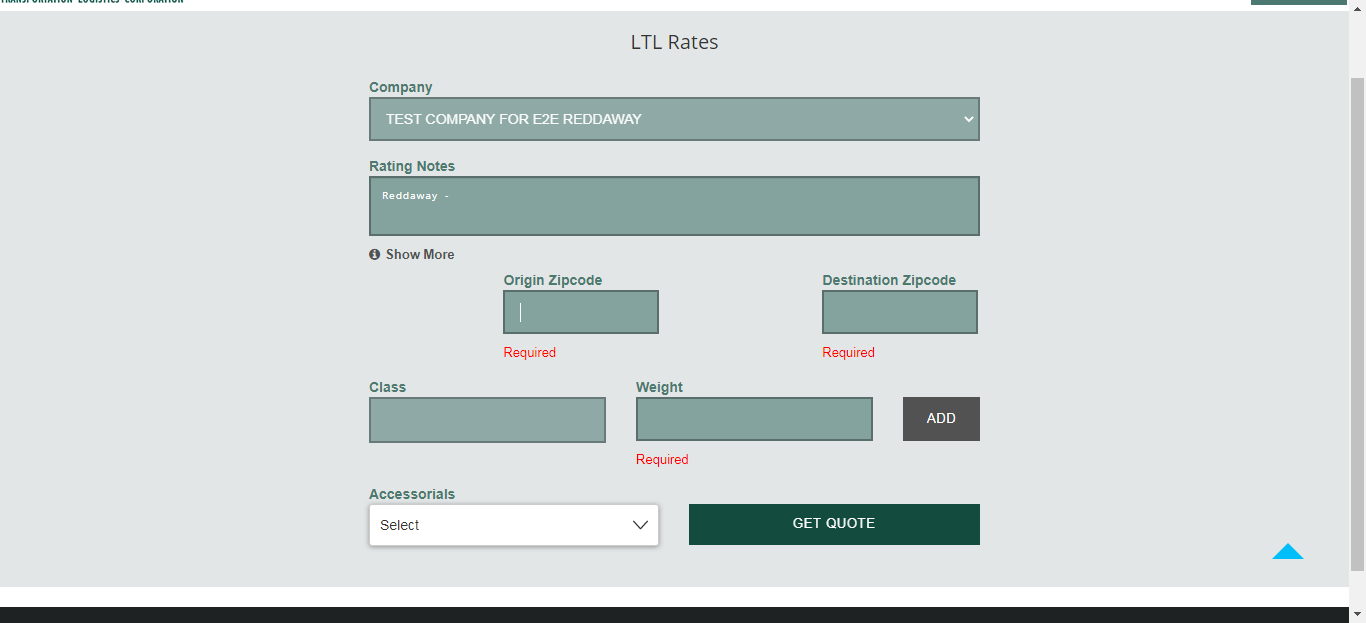 TRANSPORTATION LOGISTICS CORPORATION
LTL Rates
Company
TEST COMPANY FOR E2E REDDAWAY
Rating Notes
Reddaway -
Show More
Origin Zipcode
Destination Zipcode
Required
Required
Class
Weight
ADD
Required
Accessorials
Select
GET QUOTE